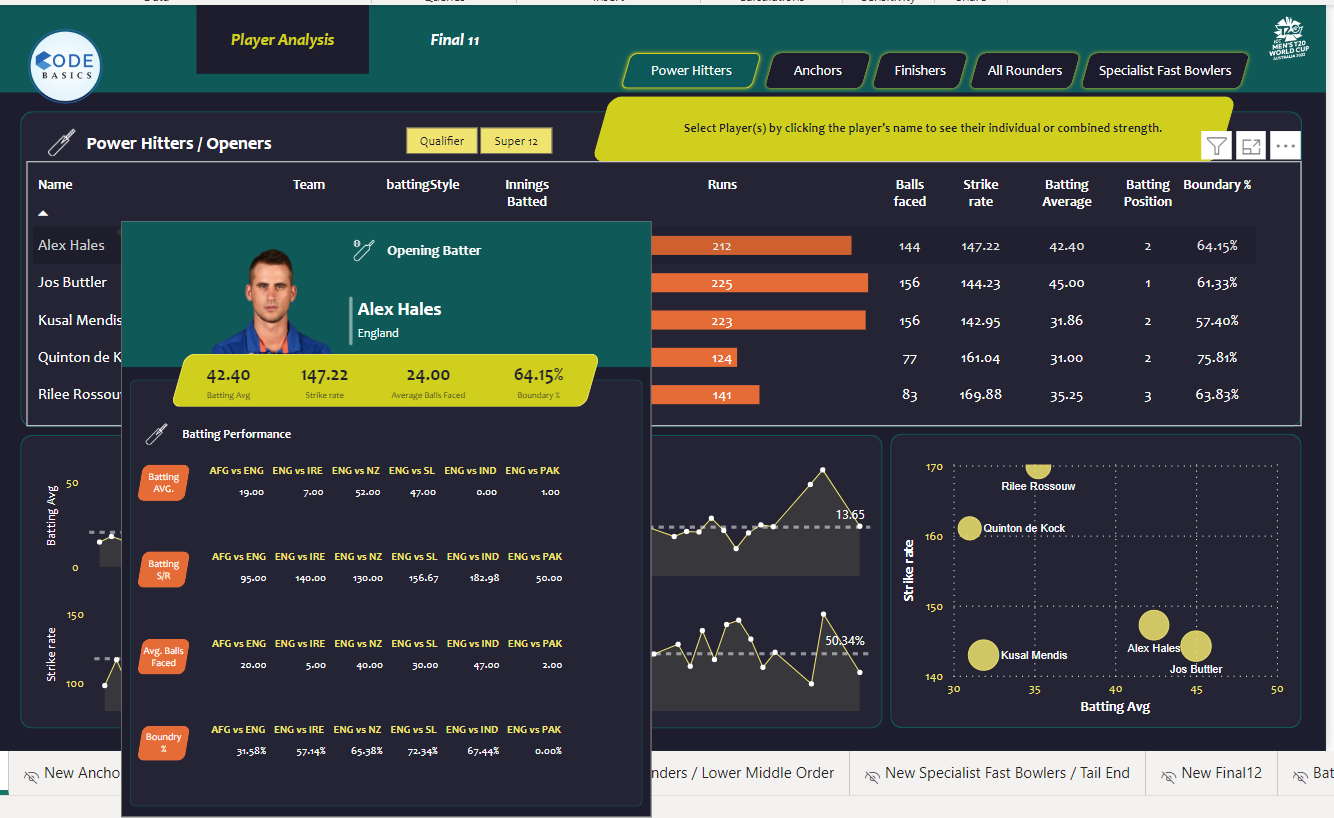 Player Analysis
Final 11
CODE
BASICS
ICC
MEN'S T20
WORLD CUP
AUSTRALIA 2022
Power Hitters
Anchors
Finishers
All Rounders
Specialist Fast Bowlers
Power Hitters / Openers
Qualifier
Super 12
Select Player(s) by clicking the player's name to see their individual or combined strength.
Name Team battingStyle Innings Batted Runs Balls faced Strike rate Batting Average Batting Position Boundary %
Alex Hales 212 144 147.22 42.40 2 64.15%
Jos Buttler 225 156 144.23 45.00 1 61.33%
Kusal Mendis 223 156 142.95 31.86 2 57.40%
Quinton de K 124 77 161.04 31.00 2 75.81%
Rilee Rossou 141 83 169.88 35.25 3 63.83%
Opening Batter
Alex Hales
England
42.40 147.22 24.00 64.15%
Batting Avg Strike rate Average Balls Faced Boundary %
Batting Performance
Batting AVG.
AFG vs ENG ENG vs IRE ENG vs NZ ENG vs SL ENG vs IND ENG vs PAK
19.00 7.00 52.00 47.00 0.00 1.00
Batting S/R
AFG vs ENG ENG vs IRE ENG vs NZ ENG vs SL ENG vs IND ENG vs PAK
95.00 140.00 130.00 156.67 182.98 50.00
Avg. Balls Faced
AFG vs ENG ENG vs IRE ENG vs NZ ENG vs SL ENG vs IND ENG vs PAK
20.00 5.00 40.00 30.00 47.00 2.00
Boundry %
AFG vs ENG ENG vs IRE ENG vs NZ ENG vs SL ENG vs IND ENG vs PAK
31.58% 57.14% 65.38% 72.34% 67.44% 0.00%
Batting Avg
50
0
Strike rate
150
100
13.65
50.34%
Strike rate
170
160
150
140
30 35 40 45 50
Batting Avg
Rilee Rossouw
Quinton de Kock
Alex Hales
Kusal Mendis
Jos Buttler
New Ancho
nders / Lower Middle Order
New Specialist Fast Bowlers / Tail End
New Final12
Bat